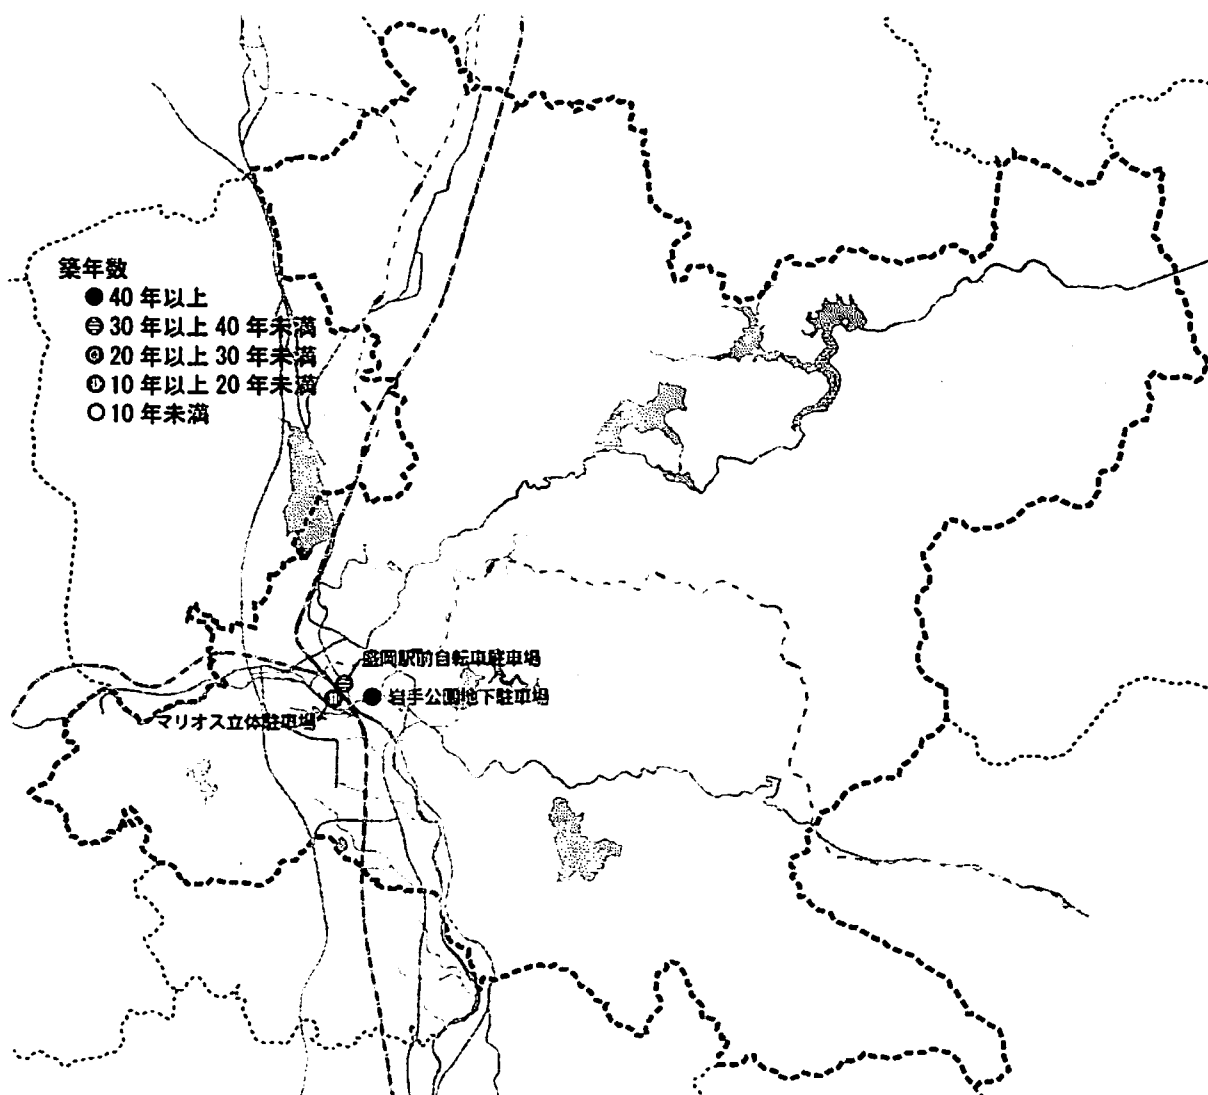 築年数
●40年以上
30年以上 40年未満
20年以上 30年未満
10年以上 20年未満
○10年未満
盛岡駅前自転車駐車場
岩手公園地下駐車場
マリオス立体駐車場